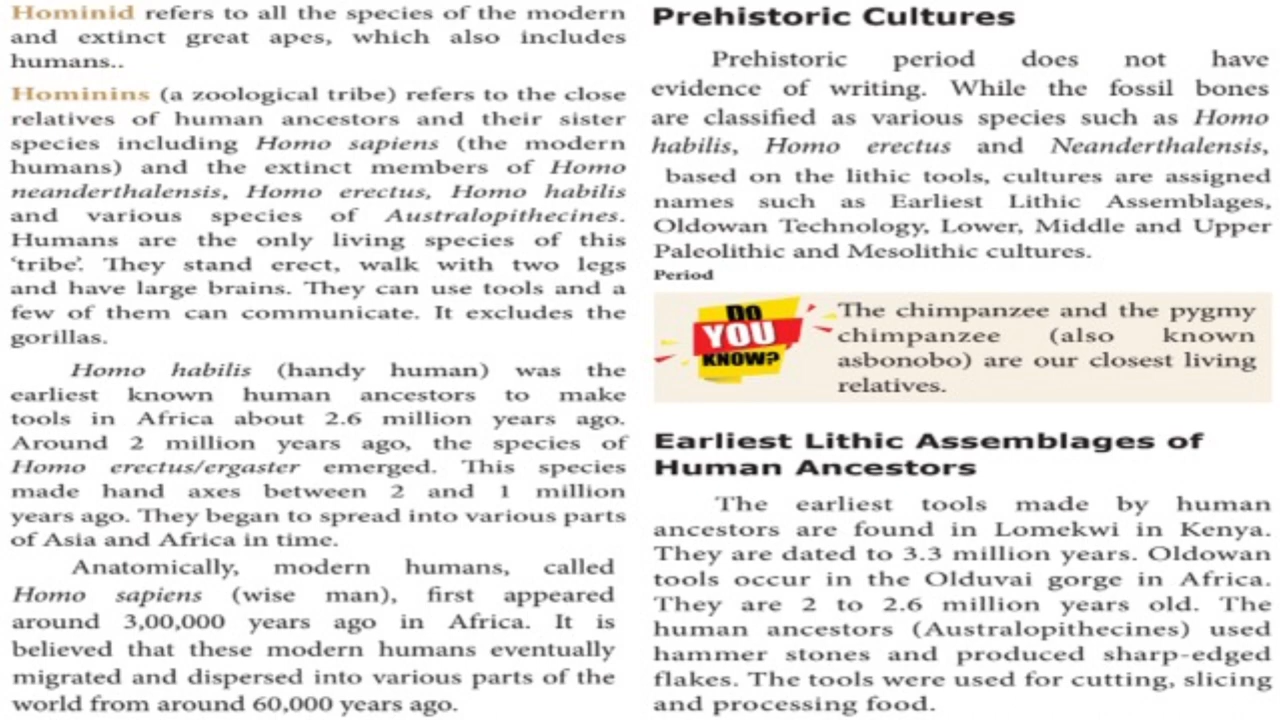 Hominid refers to all the species of the modern
and extinct great apes, which also includes
humans..
Hominins (a zoological tribe) refers to the close
relatives of human ancestors and their sister
species including Homo sapiens (the modern
humans) and the extinct members of Homo
neanderthalensis, Homo erectus, Homo habilis
and various species of Australopithecines.
Humans are the only living species of this
‘tribe’. They stand erect, walk with two legs
and have large brains. They can use tools and a
few of them can communicate. It excludes the
gorillas.
Homo habilis (handy human) was the
earliest known human ancestors to make
tools in Africa about 2.6 million years ago.
Around 2 million years ago, the species of
Homo erectus/ergaster emerged. This species
made hand axes between 2 and 1 million
years ago. They began to spread into various parts
of Asia and Africa in time.
Anatomically, modern humans, called
Homo sapiens (wise man), first appeared
around 3,00,000 years ago in Africa. It is
believed that these modern humans eventually
migrated and dispersed into various parts of the
world from around 60,000 years ago.
Prehistoric Cultures
Prehistoric period does not have
evidence of writing. While the fossil bones
are classified as various species such as Homo
habilis, Homo erectus and Neanderthalensis,
based on the lithic tools, cultures are assigned
names such as Earliest Lithic Assemblages,
Oldowan Technology, Lower, Middle and Upper
Paleolithic and Mesolithic cultures.
Period
DO
YOU
KNOW?
The chimpanzee and the pygmy
chimpanzee (also known
asbonobo) are our closest living
relatives.
Earliest Lithic Assemblages of
Human Ancestors
The earliest tools made by human
ancestors are found in Lomekwi in Kenya.
They are dated to 3.3 million years. Oldowan
tools occur in the Olduvai gorge in Africa.
They are 2 to 2.6 million years old. The
human ancestors (Australopithecines) used
hammer stones and produced sharp-edged
flakes. The tools were used for cutting, slicing
and processing food.